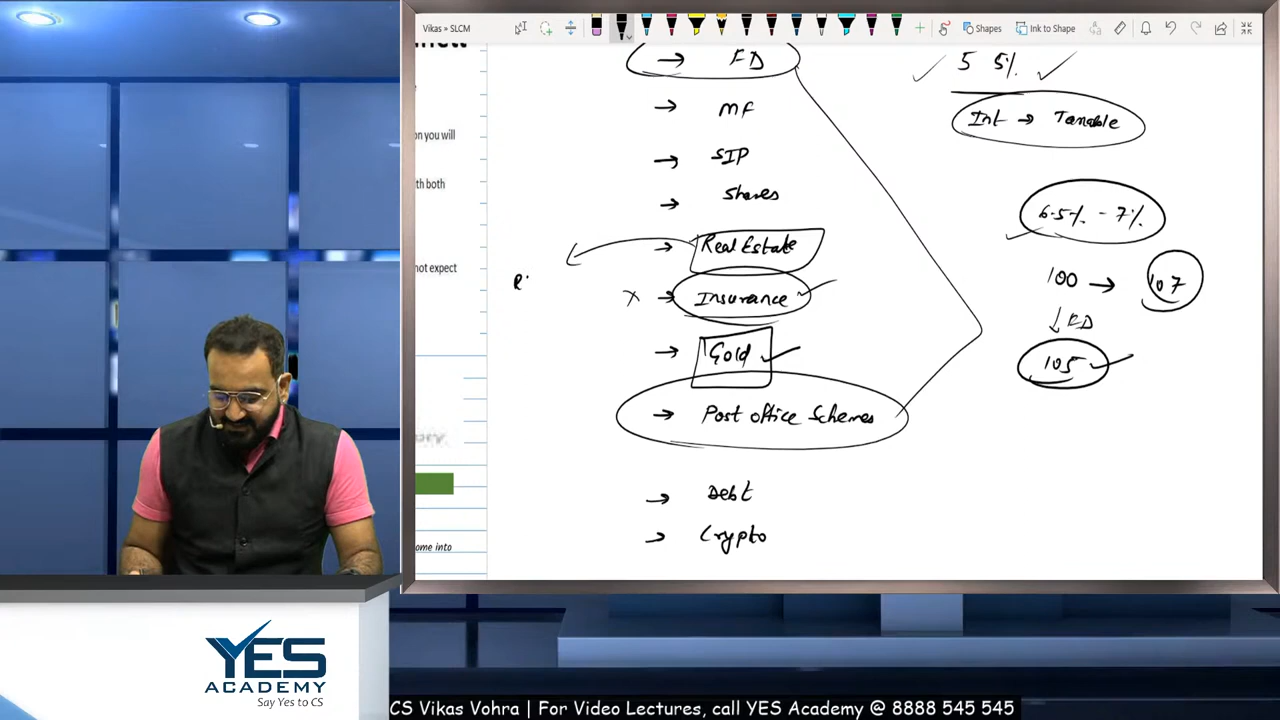 Vikas » SLCM
Shapes
Ink to Shape
on you will
th both
not expect
ome into
→ FD
→ MF
→ SIP
→ Shares
→ Real Estate
→ Insurance
→ Gold
→ Post office Schemes
→ Debt
→ Crypto
5 5%
Int → Taxable
6.5% - 7%
100 → 107
↓ FD
105
YES
ACADEMY
Say Yes to CS
CS Vikas Vohra | For Video Lectures, call YES Academy @ 8888 545 545